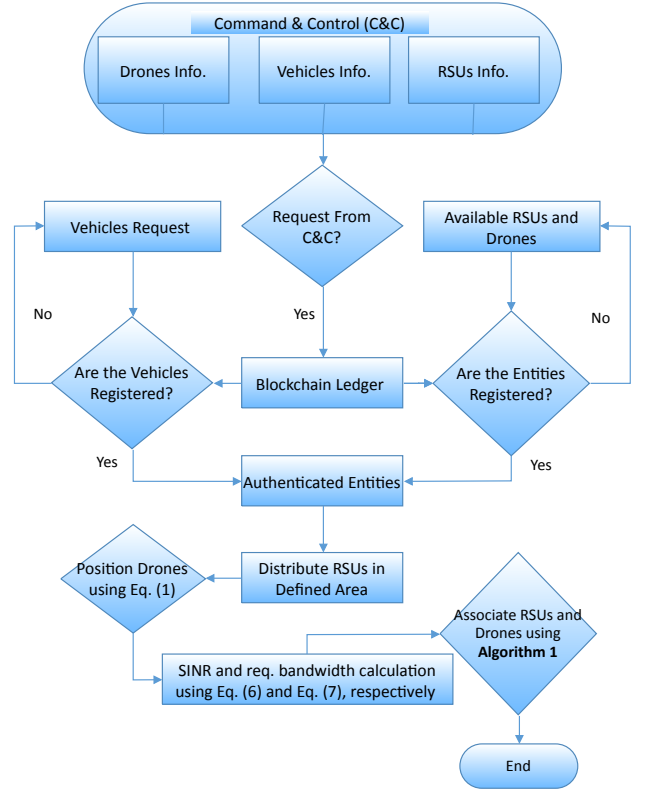 Command & Control (C&C)
Drones Info.
Vehicles Info.
RSUs Info.
Request From
C&C?
Vehicles Request
Available RSUs and
Drones
No
Yes
No
Are the Vehicles
Registered?
Blockchain Ledger
Are the Entities
Registered?
Yes
Yes
Authenticated Entities
Position Drones
using Eq. (1)
Distribute RSUs in
Defined Area
Associate RSUs and
Drones using
Algorithm 1
SINR and req. bandwidth calculation
using Eq. (6) and Eq. (7), respectively
End